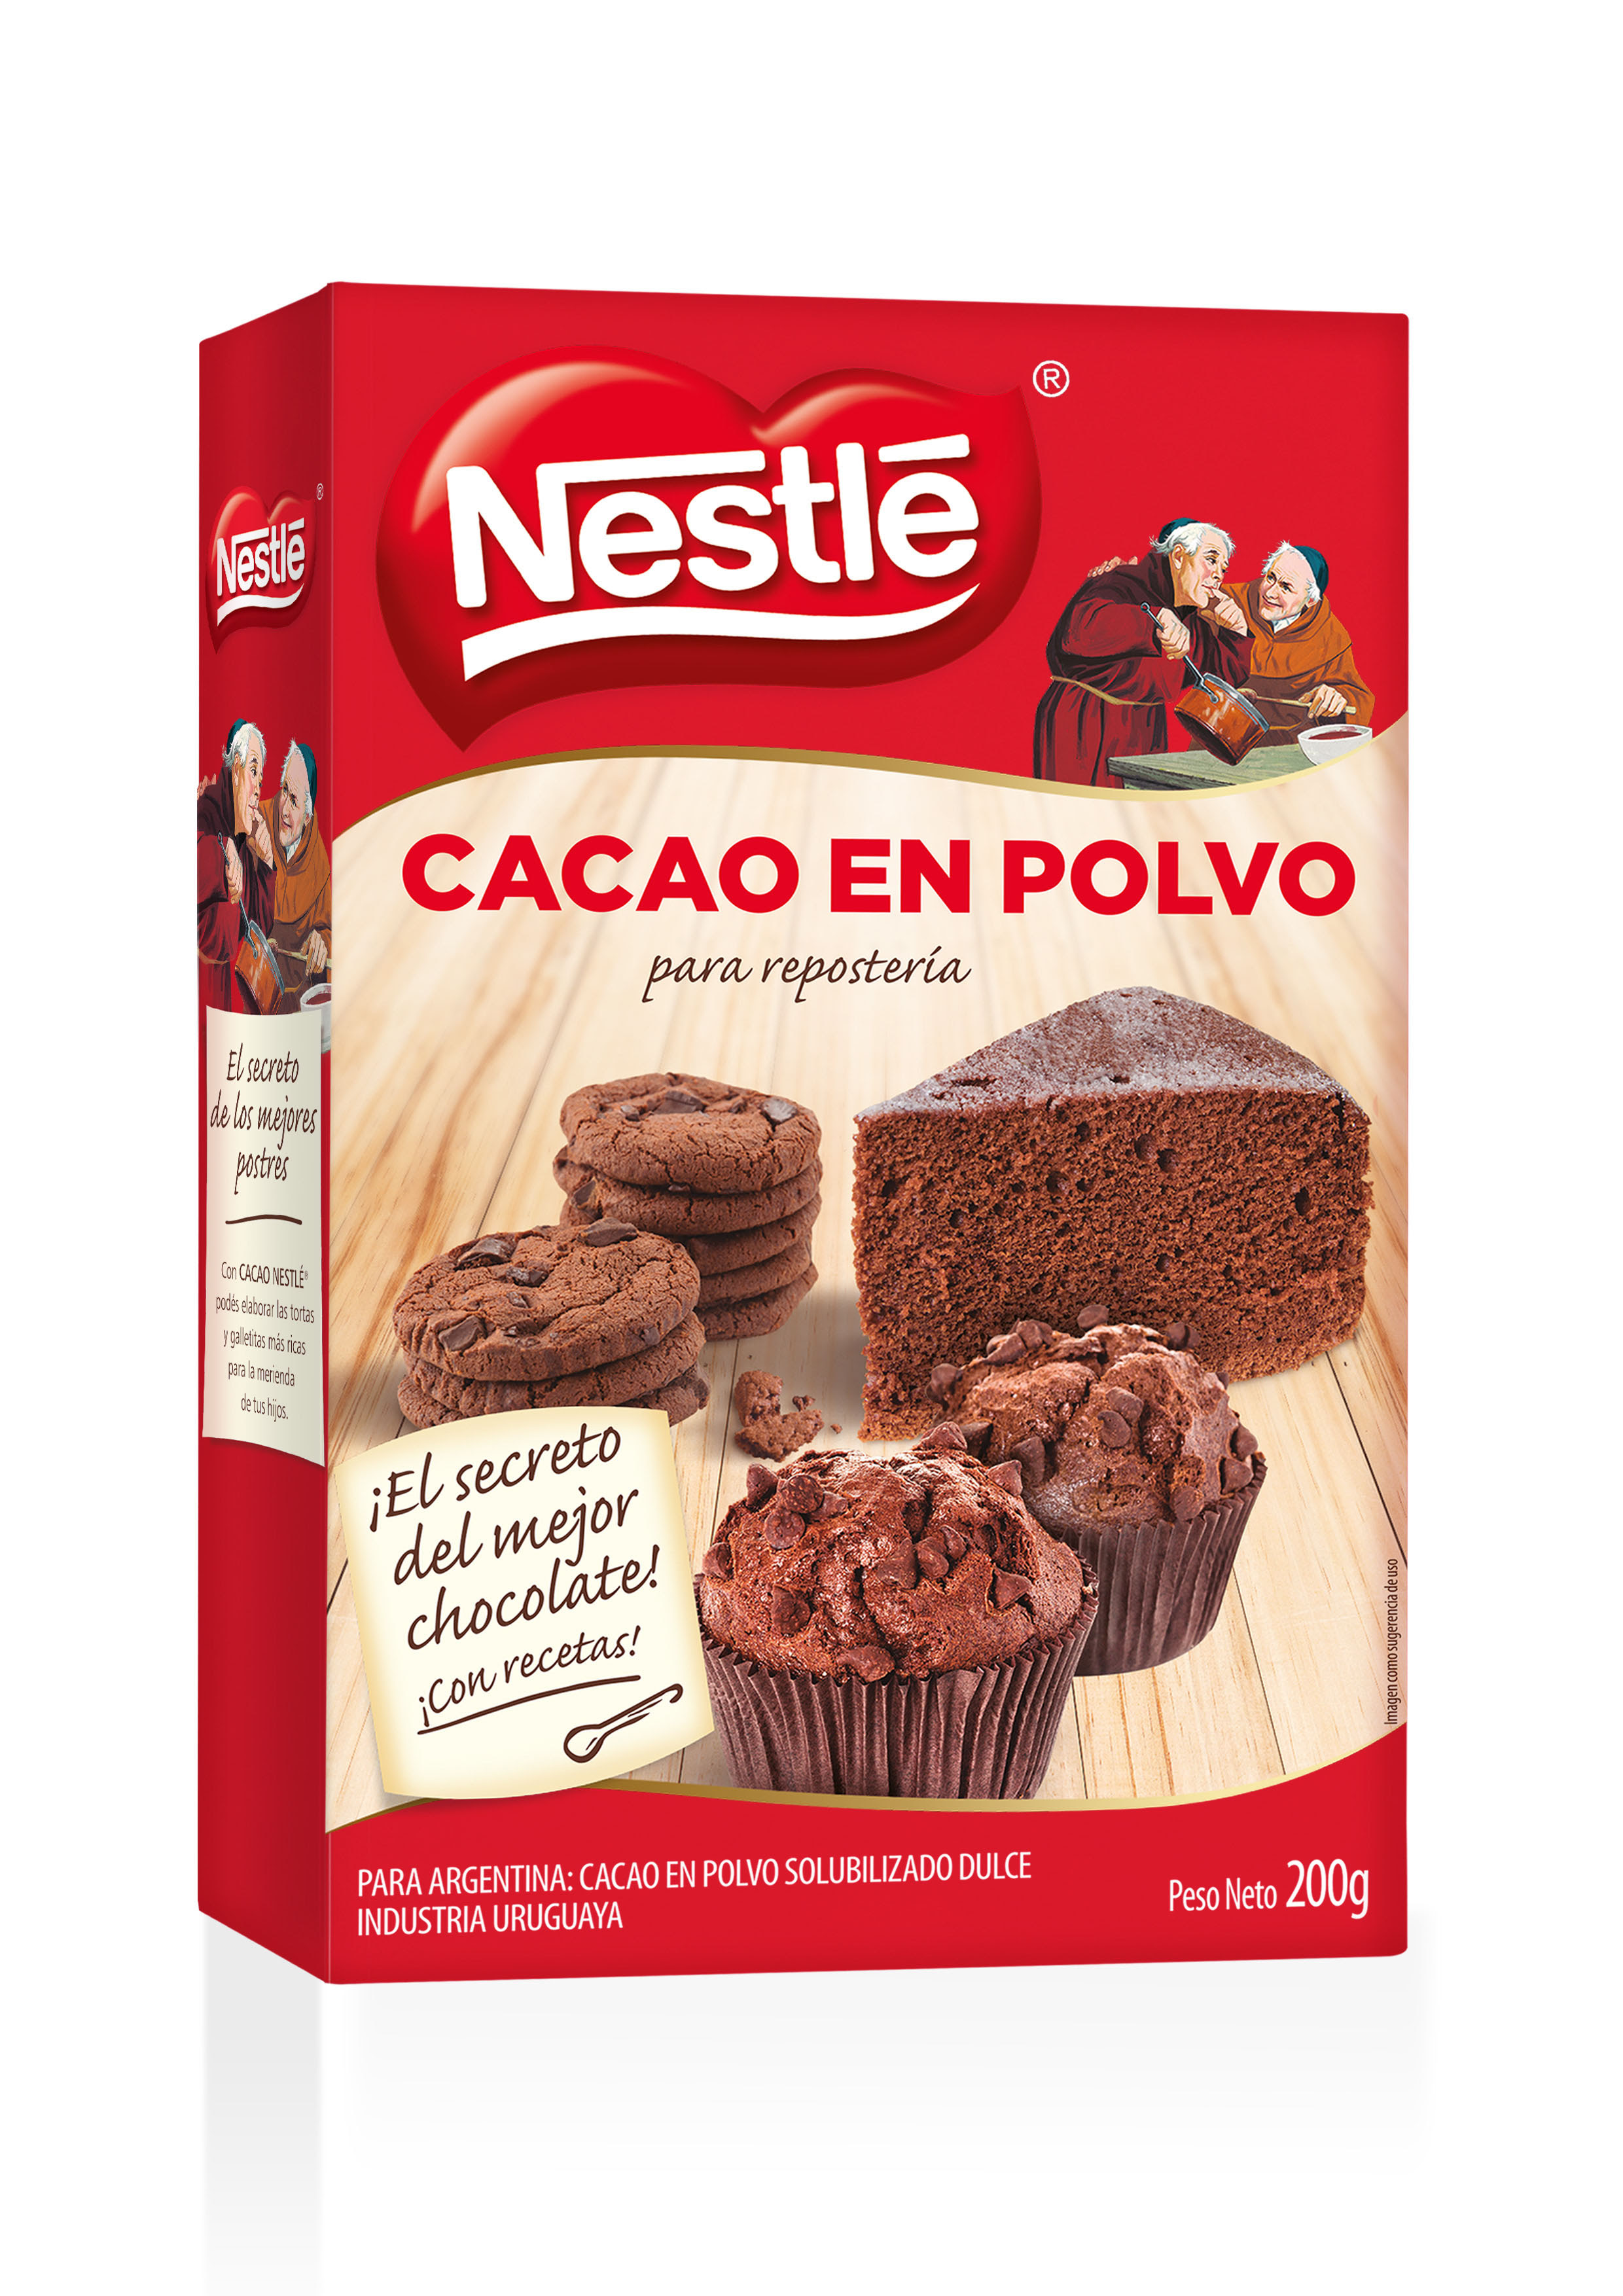 Nestlé ®
CACAO EN POLVO
para repostería
¡El secreto
del mejor
chocolate!
¡con recetas!
Imagen como sugerencia de uso
PARA ARGENTINA: CACAO EN POLVO SOLUBILIZADO DULCE
INDUSTRIA URUGUAYA
Peso Neto 200g
Nestlé ®
El secreto
de los mejores
postres
Con CACAO NESTLÉ®
podés elaborar las tortas
y galletitas más ricas
para la merienda
de tus hijos.